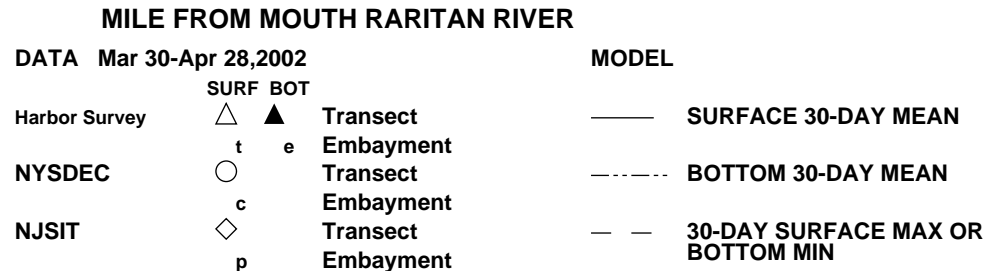 MILE FROM MOUTH RARITAN RIVER
DATA Mar 30-Apr 28,2002 MODEL
SURF BOT
Harbor Survey Transect SURFACE 30-DAY MEAN
t e Embayment
NYSDEC Transect BOTTOM 30-DAY MEAN
c Embayment
NJSIT Transect 30-DAY SURFACE MAX OR
BOTTOM MIN
p Embayment